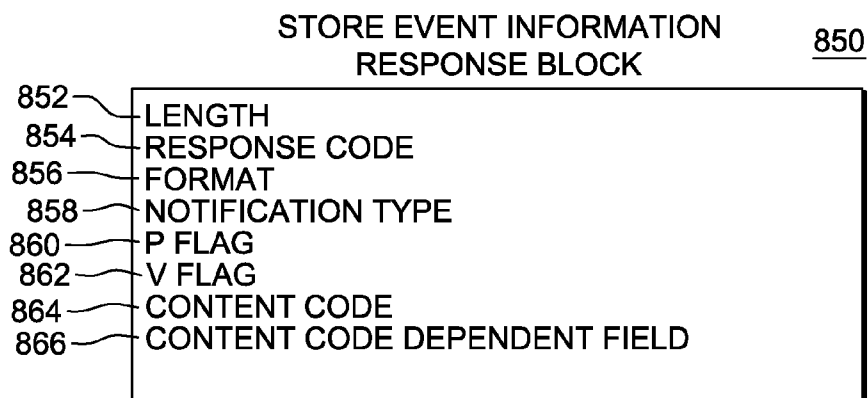 STORE EVENT INFORMATION
RESPONSE BLOCK
850
852 LENGTH
854 RESPONSE CODE
856 FORMAT
858 NOTIFICATION TYPE
860 P FLAG
862 V FLAG
864 CONTENT CODE
866 CONTENT CODE DEPENDENT FIELD